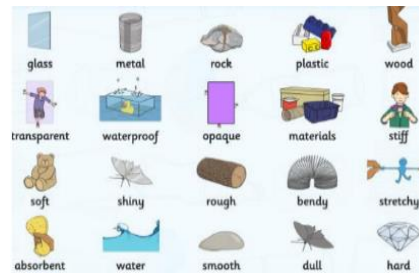 glass metal rock plastic wood
transparent waterproof opaque materials stiff
soft shiny rough bendy stretchy
absorbent water smooth dull hard